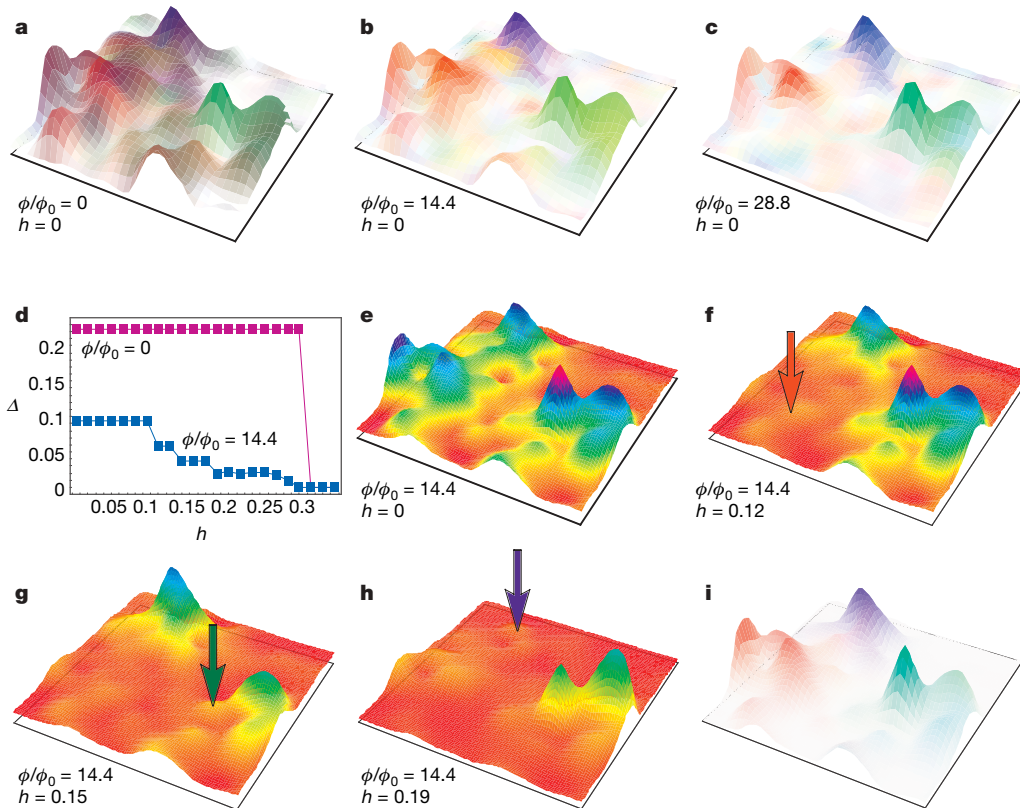 a
b
c
ϕ/ϕ₀ = 0
h = 0
ϕ/ϕ₀ = 14.4
h = 0
ϕ/ϕ₀ = 28.8
h = 0
d
0.2
0.15
0.1
0.05
0
Δ
ϕ/ϕ₀ = 0
ϕ/ϕ₀ = 14.4
0.05 0.1 0.15 0.2 0.25 0.3
h
e
ϕ/ϕ₀ = 14.4
h = 0
f
ϕ/ϕ₀ = 14.4
h = 0.12
g
ϕ/ϕ₀ = 14.4
h = 0.15
h
ϕ/ϕ₀ = 14.4
h = 0.19
i